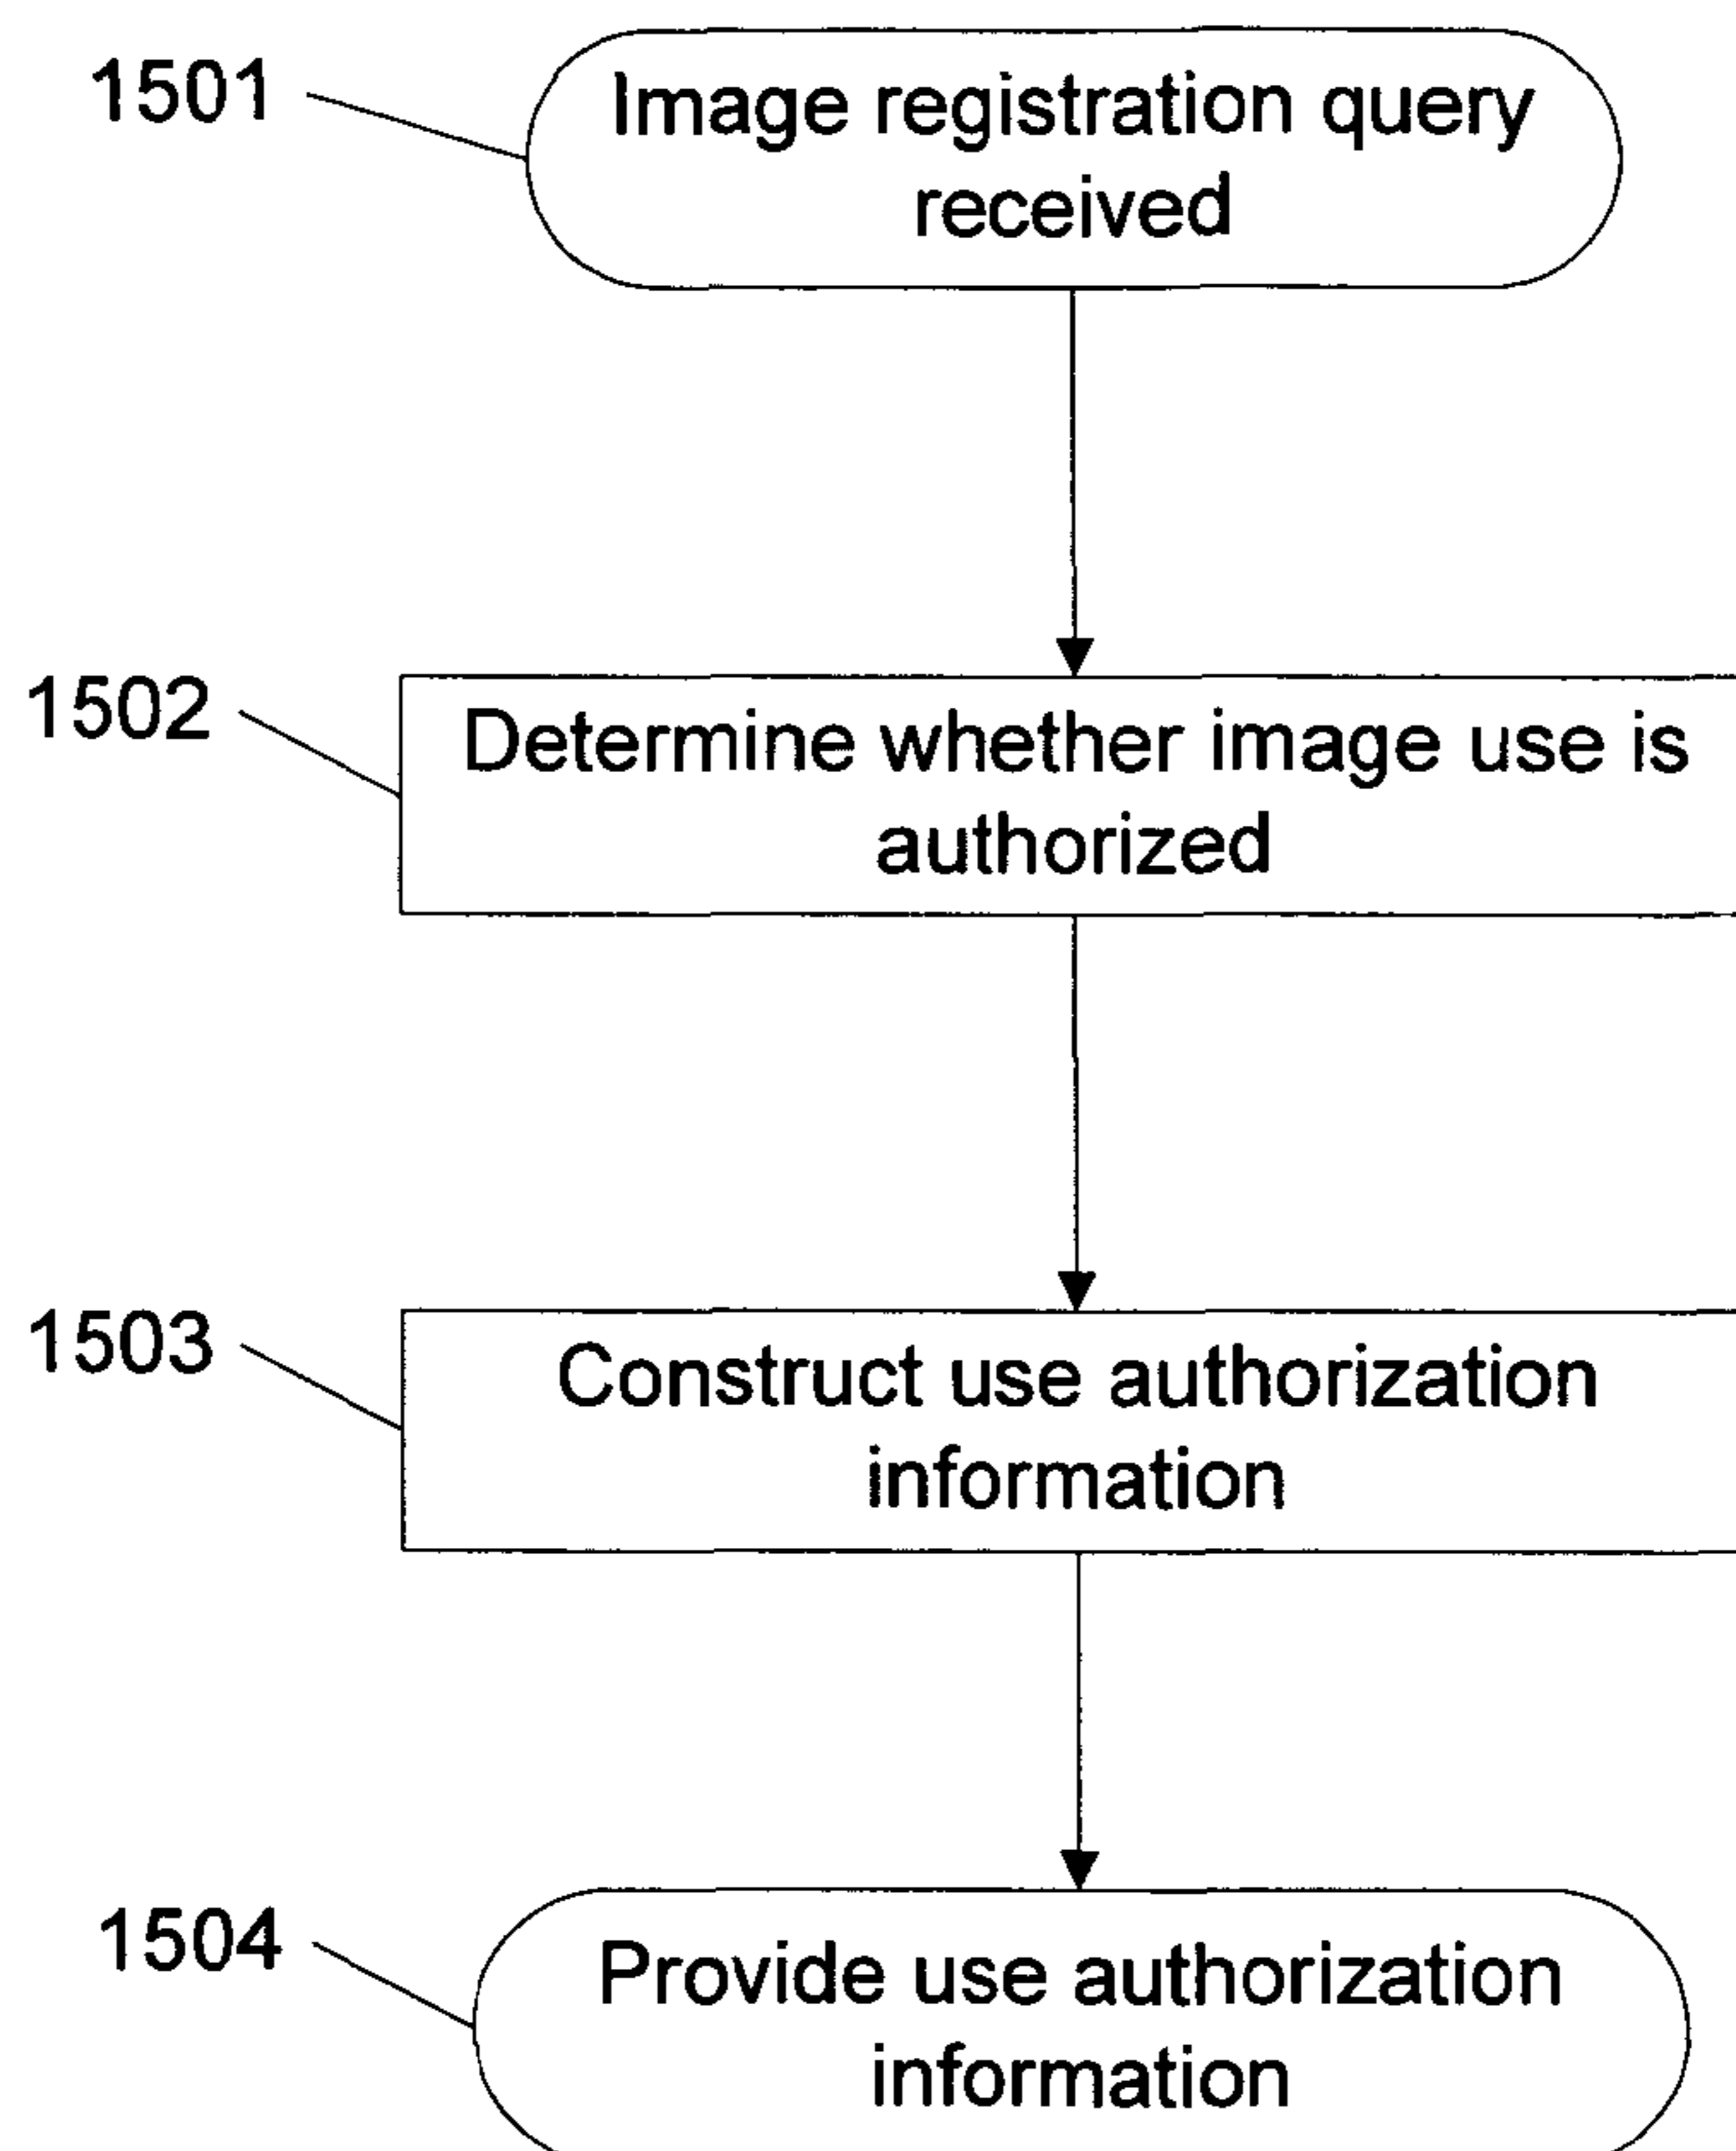 1501
Image registration query
received
1502
Determine whether image use is
authorized
1503
Construct use authorization
information
1504
Provide use authorization
information